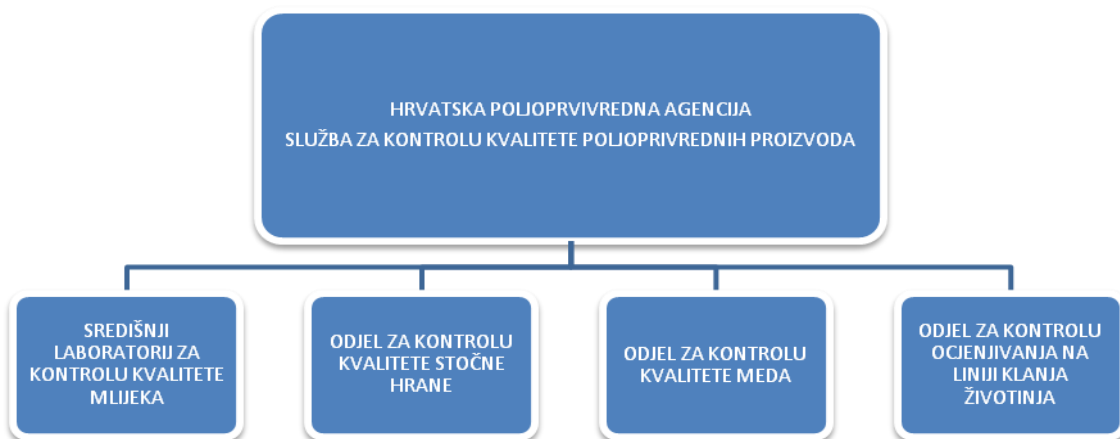 HRVATSKA POLJOPRVIVREDNA AGENCIJA
SLUŽBA ZA KONTROLU KVALITETE POLJOPRIVREDNIH PROIZVODA
SREDIŠNJI
LABORATORIJ ZA
KONTROLU KVALITETE
MLIJEKA
ODJEL ZA KONTROLU
KVALITETE STOČNE
HRANE
ODJEL ZA KONTROLU
KVALITETE MEDA
ODJEL ZA KONTROLU
OCJENJIVANJA NA
LINIJI KLANJA
ŽIVOTINJA